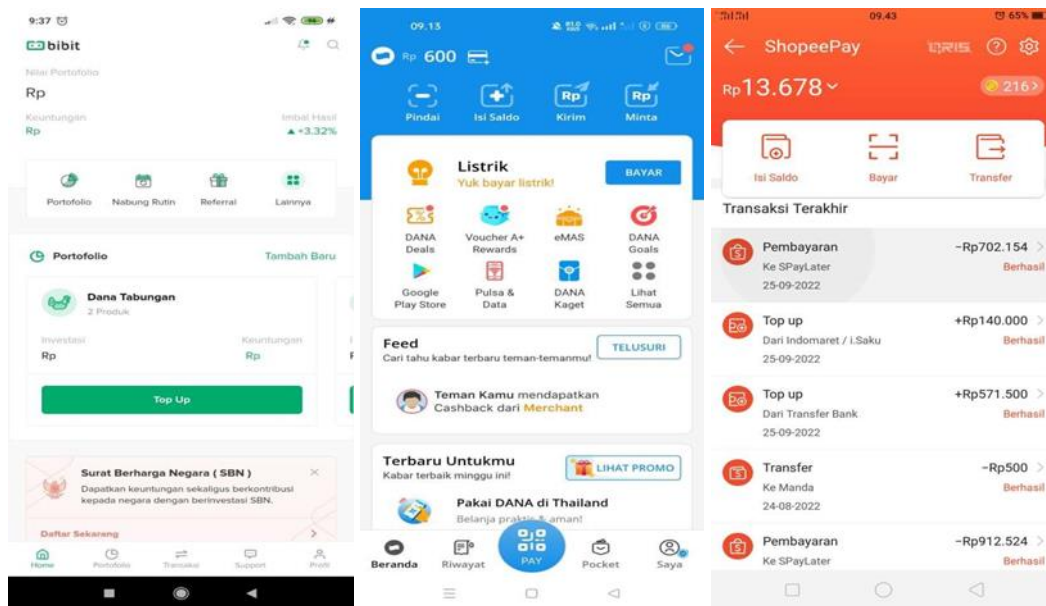 9:37
bibit
Nilai Portofolio
Rp
Keuntungan
Imbal Hasil
Rp
▲ +3.32%
Portofolio
Nabung Rutin
Referral
Lainnya
Portofolio
Tambah Baru
Dana Tabungan
2 Produk
Investasi
Keuntungan
Rp
Rp
Top Up
Surat Berharga Negara ( SBN )
Dapatkan keuntungan sekaligus berkontribusi
kepada negara dengan berinvestasi SBN.
Daftar Sekarang
Home
Portofolio
Transaksi
Support
Profil
09.13
Rp 600
Pindai
Isi Saldo
Kirim
Minta
Listrik
Yuk bayar listrik!
BAYAR
DANA
Deals
Voucher A+
Rewards
eMAS
DANA
Goals
Google
Play Store
Pulsa &
Data
DANA
Kaget
Lihat
Semua
Feed
Cari tahu kabar terbaru teman-temanmu!
TELUSURI
Teman Kamu mendapatkan
Cashback dari Merchant
Terbaru Untukmu
Kabar terbaik minggu ini!
LIHAT PROMO
Pakai DANA di Thailand
Belanja praktis & aman!
Beranda
Riwayat
PAY
Pocket
Saya
09.43
65%
ShopeePay
QRIS
Rp13.678
216
Isi Saldo
Bayar
Transfer
Transaksi Terakhir
Pembayaran
-Rp702.154
Ke SPayLater
Berhasil
25-09-2022
Top up
+Rp140.000
Dari Indomaret / i.Saku
Berhasil
25-09-2022
Top up
+Rp571.500
Dari Transfer Bank
Berhasil
25-09-2022
Transfer
-Rp500
Ke Manda
Berhasil
24-08-2022
Pembayaran
-Rp912.524
Ke SPayLater
Berhasil